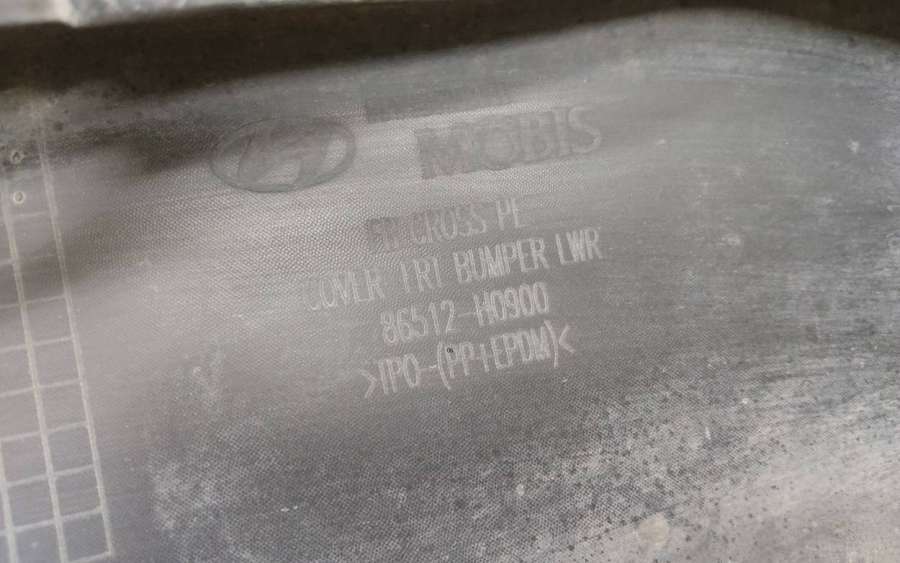 MOBIS
CROSS PE
COVER FRT BUMPER LWR
86512-H0900
>TPO-(PP+EPDM)<